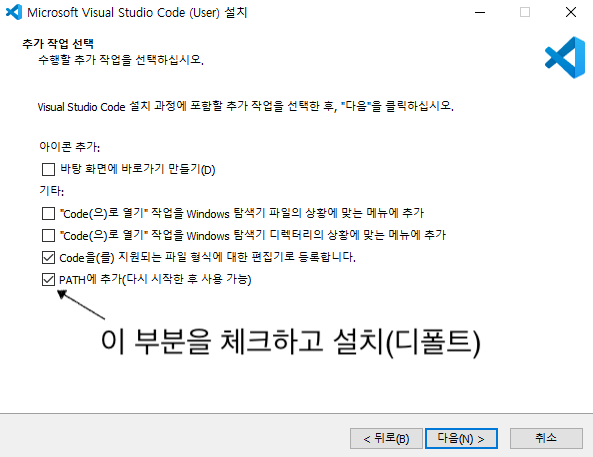 Microsoft Visual Studio Code (User) 설치
추가 작업 선택
수행할 추가 작업을 선택하십시오.
Visual Studio Code 설치 과정에 포함할 추가 작업을 선택한 후, "다음"을 클릭하십시오.
아이콘 추가:
바탕 화면에 바로가기 만들기(D)
기타:
"Code(으)로 열기" 작업을 Windows 탐색기 파일의 상황에 맞는 메뉴에 추가
"Code(으)로 열기" 작업을 Windows 탐색기 디렉터리의 상황에 맞는 메뉴에 추가
Code을(를) 지원되는 파일 형식에 대한 편집기로 등록합니다.
PATH에 추가(다시 시작한 후 사용 가능)
이 부분을 체크하고 설치(디폴트)
< 뒤로(B) 다음(N) > 취소